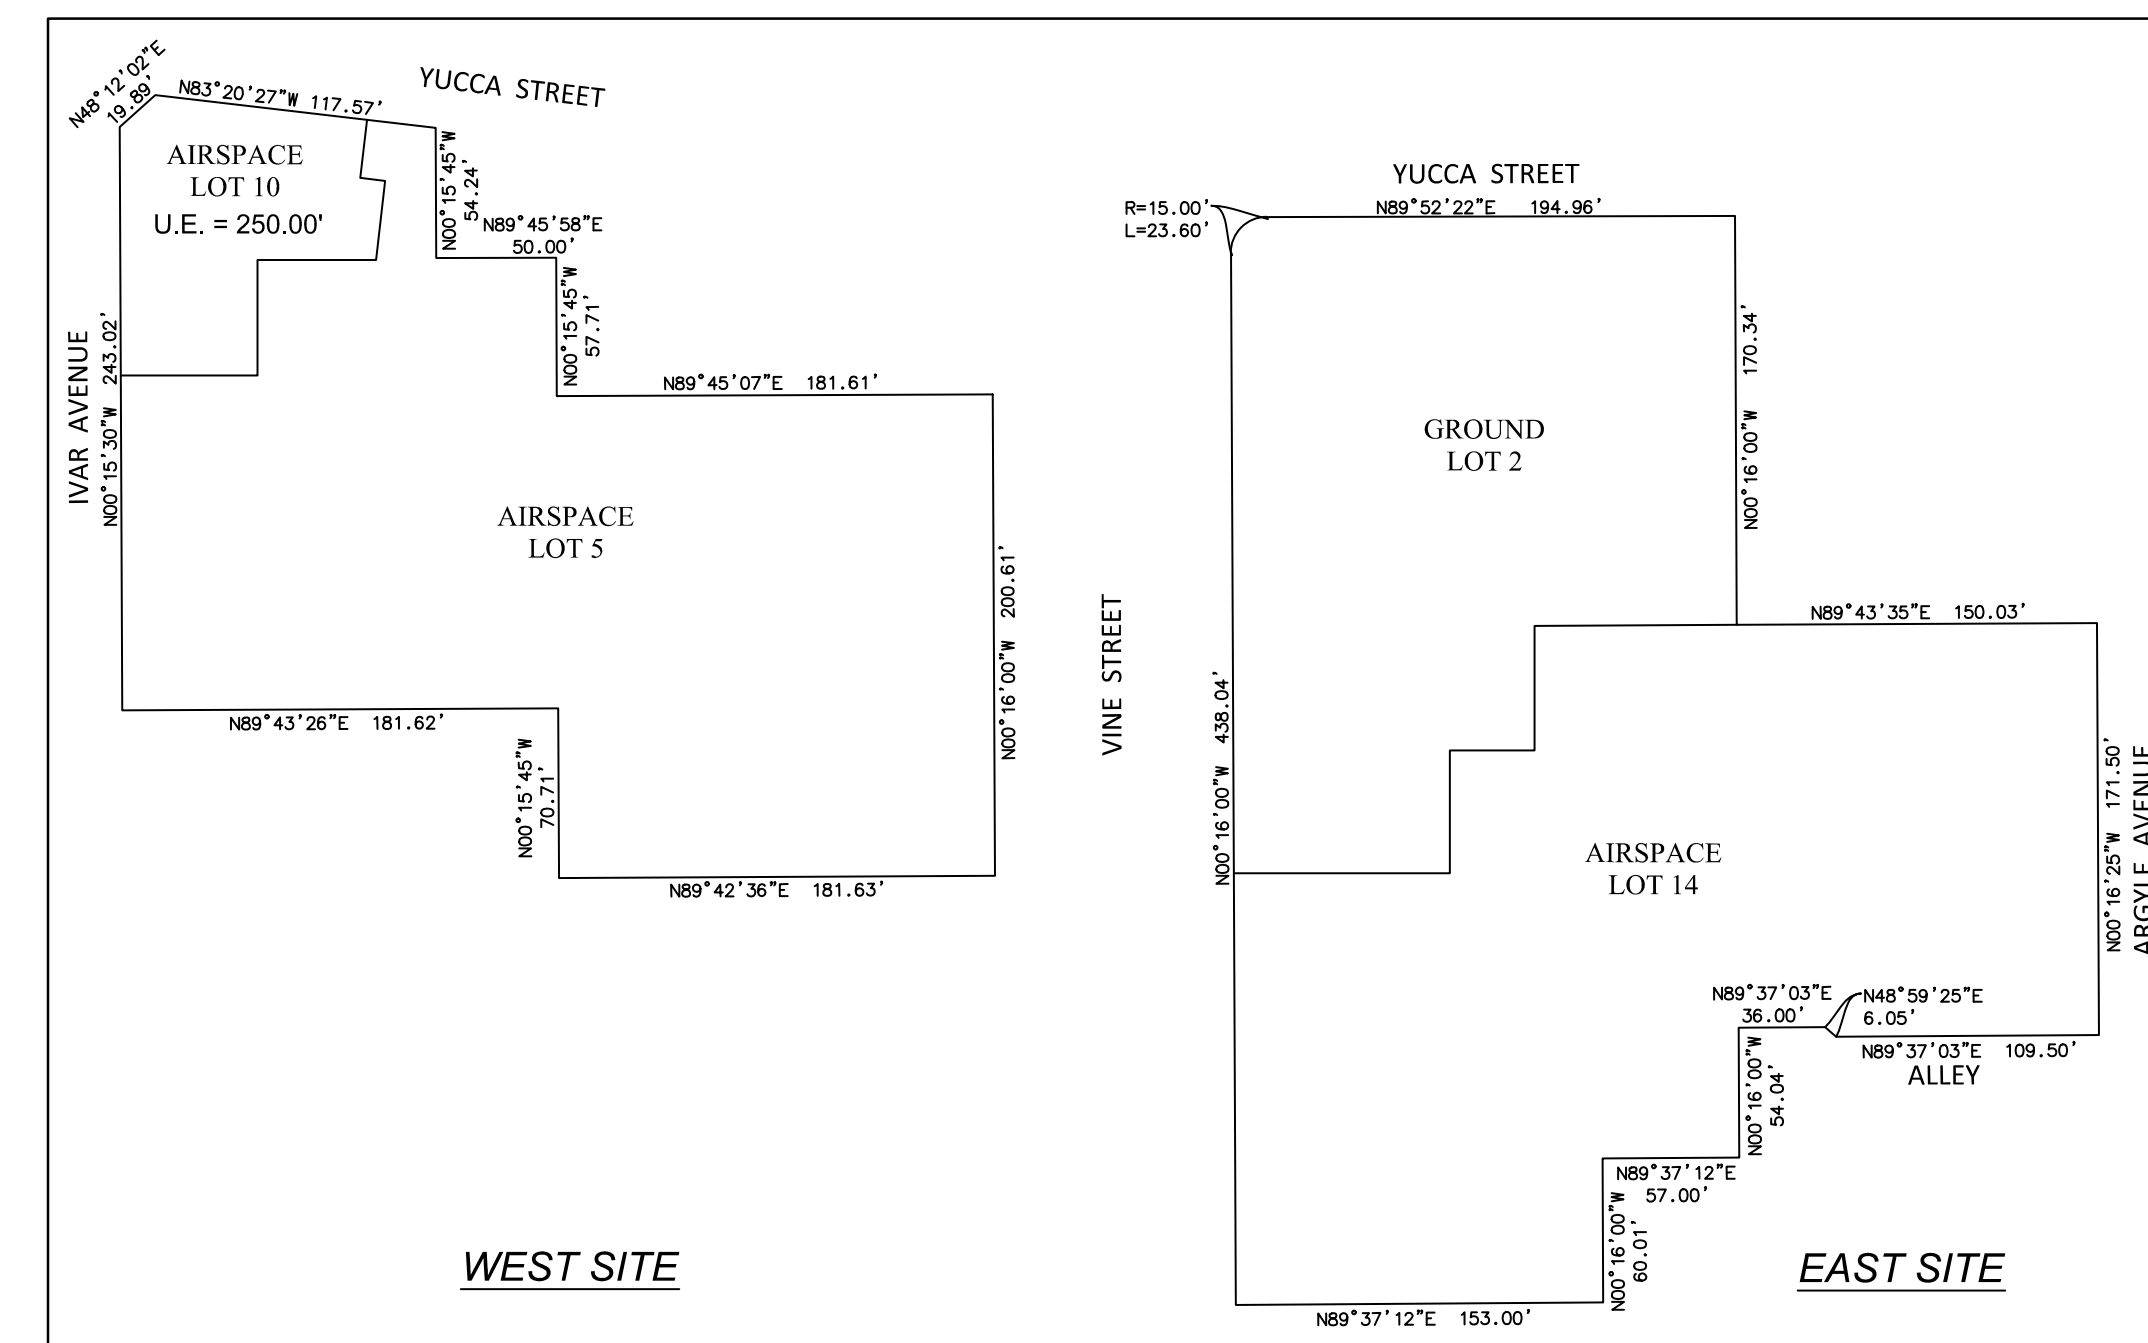 N48°12'02"E
19.89'
N83°20'27"W 117.57'
YUCCA STREET
AIRSPACE
LOT 10
U.E. = 250.00'
N00°15'45"W
54.24'
N89°45'58"E
50.00'
N00°15'45"W
57.71'
IVAR AVENUE
N00°15'30"W 243.02'
N89°45'07"E 181.61'
AIRSPACE
LOT 5
N00°16'00"W 200.61'
N89°43'26"E 181.62'
N00°15'45"W
70.71'
N89°42'36"E 181.63'
WEST SITE
VINE STREET
YUCCA STREET
R=15.00'
L=23.60'
N89°52'22"E 194.96'
N00°16'00"W 170.34'
GROUND
LOT 2
N89°43'35"E 150.03'
N00°16'00"W 438.04'
AIRSPACE
LOT 14
N00°16'25"W 171.50'
ARGYLE AVENUE
N89°37'03"E
36.00'
N48°59'25"E
6.05'
N89°37'03"E 109.50'
ALLEY
N00°16'00"W
54.04'
N89°37'12"E
57.00'
N00°16'00"W
60.01'
N89°37'12"E 153.00'
EAST SITE